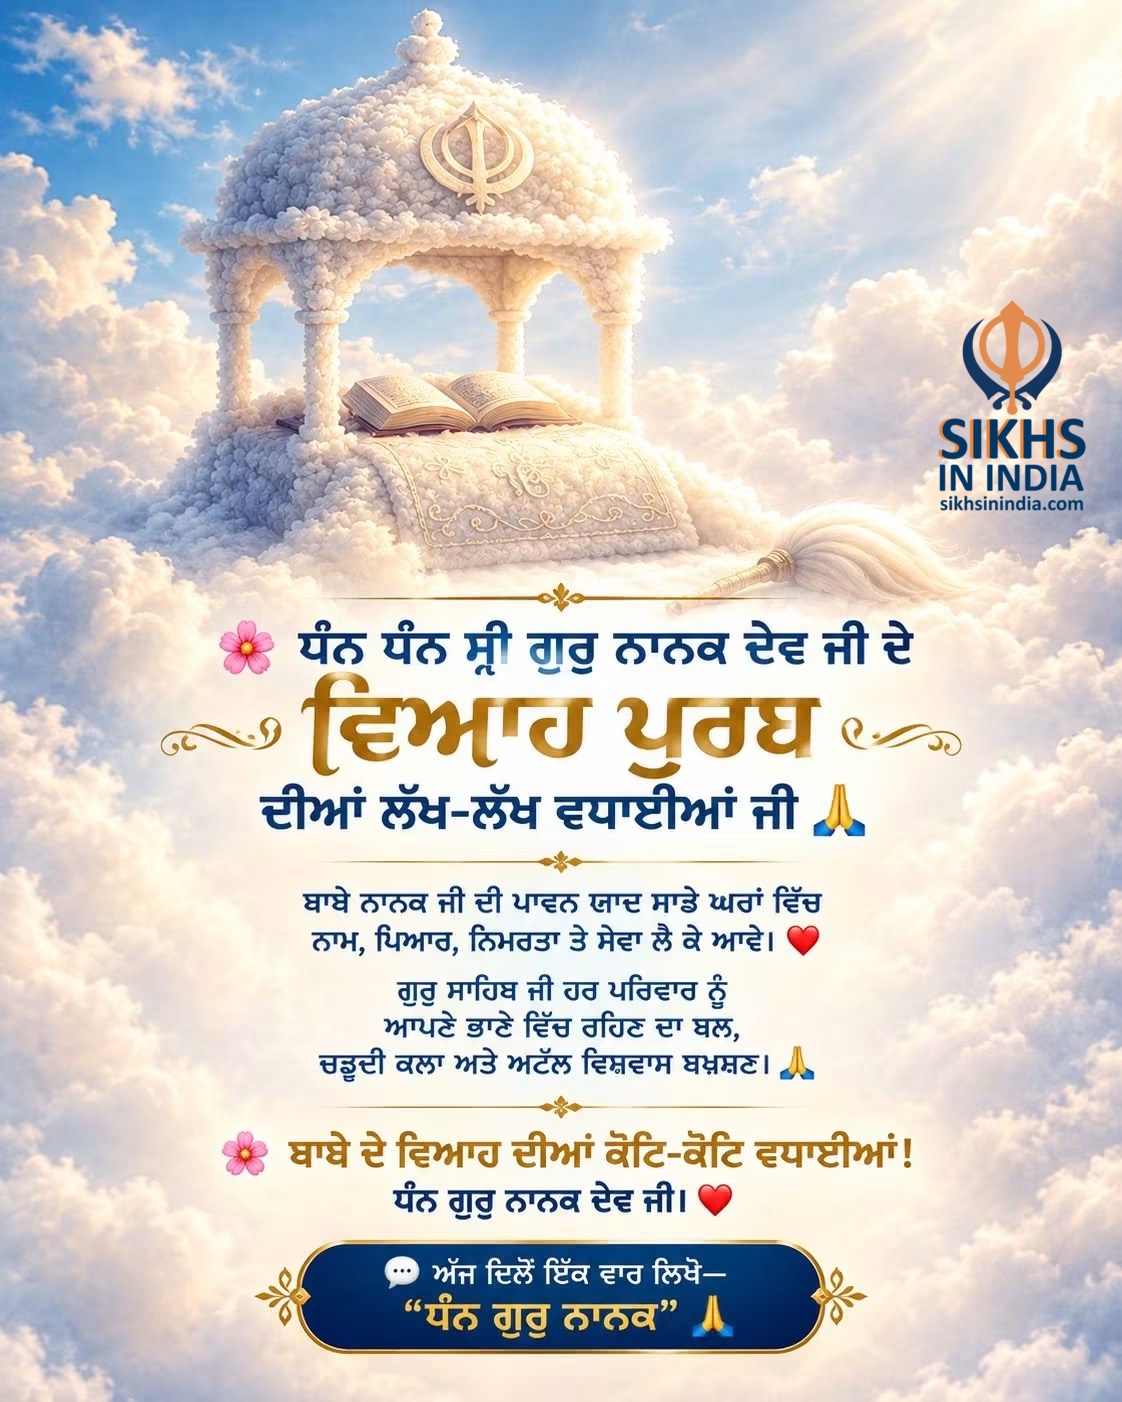 SIKHS
IN INDIA
sikhsinindia.com
🌸 ਧੰਨ ਧੰਨ ਸ੍ਰੀ ਗੁਰੂ ਨਾਨਕ ਦੇਵ ਜੀ ਦੇ
ਵਿਆਹ ਪੁਰਬ
ਦੀਆਂ ਲੱਖ-ਲੱਖ ਵਧਾਈਆਂ ਜੀ 🙏
ਬਾਬੇ ਨਾਨਕ ਜੀ ਦੀ ਪਾਵਨ ਯਾਦ ਸਾਡੇ ਘਰਾਂ ਵਿੱਚ
ਨਾਮ, ਪਿਆਰ, ਨਿਮਰਤਾ ਤੇ ਸੇਵਾ ਲੈ ਕੇ ਆਵੇ। ❤️
ਗੁਰੂ ਸਾਹਿਬ ਜੀ ਹਰ ਪਰਿਵਾਰ ਨੂੰ
ਆਪਣੇ ਭਾਣੇ ਵਿੱਚ ਰਹਿਣ ਦਾ ਬਲ,
ਚੜ੍ਹਦੀ ਕਲਾ ਅਤੇ ਅਟੱਲ ਵਿਸ਼ਵਾਸ ਬਖ਼ਸ਼ਣ। 🙏
🌸 ਬਾਬੇ ਦੇ ਵਿਆਹ ਦੀਆਂ ਕੋਟਿ-ਕੋਟਿ ਵਧਾਈਆਂ!
ਧੰਨ ਗੁਰੂ ਨਾਨਕ ਦੇਵ ਜੀ। ❤️
💬 ਅੱਜ ਦਿਲੋਂ ਇੱਕ ਵਾਰ ਲਿਖੋ—
“ਧੰਨ ਗੁਰੂ ਨਾਨਕ” 🙏